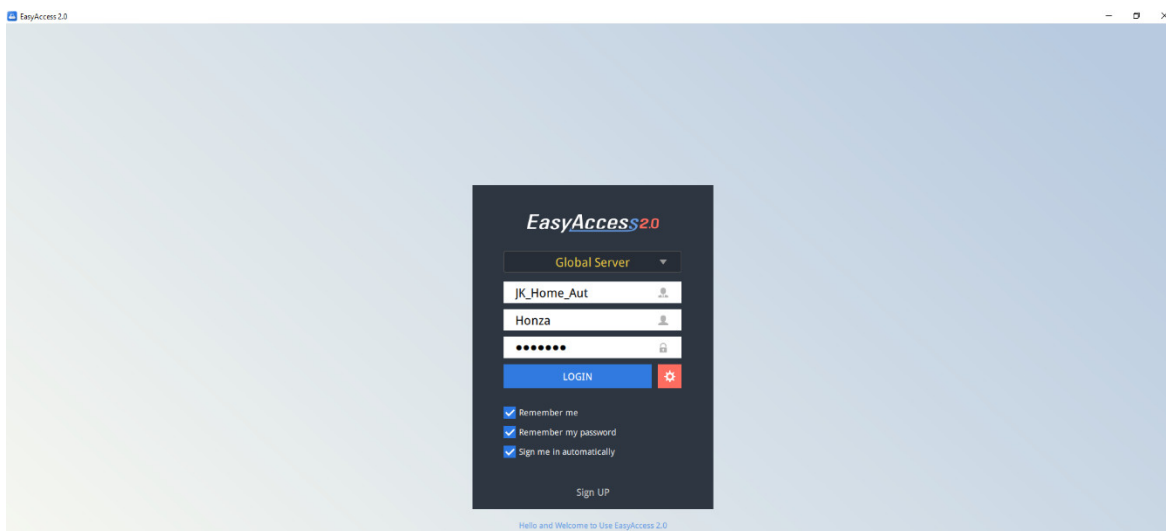 EasyAccess 2.0
EasyAccess2.0
Global Server
JK_Home_Aut
Honza
LOGIN
Remember me
Remember my password
Sign me in automatically
Sign UP
Hello and Welcome to Use EasyAccess 2.0